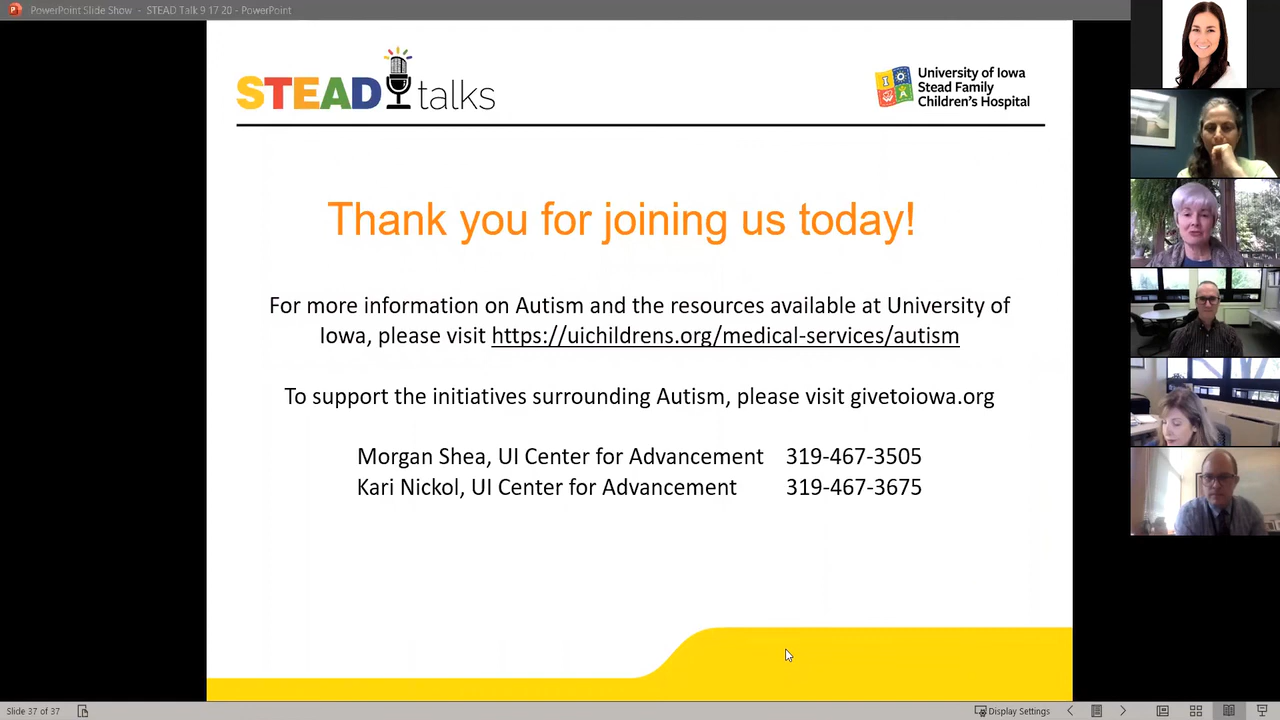 PowerPoint Slide Show - STEAD Talk 9 17 20 - PowerPoint
STEAD talks
University of Iowa
Stead Family
Children's Hospital
Thank you for joining us today!
For more information on Autism and the resources available at University of
Iowa, please visit https://uichildrens.org/medical-services/autism
To support the initiatives surrounding Autism, please visit givetoiowa.org
Morgan Shea, UI Center for Advancement 319-467-3505
Kari Nickol, UI Center for Advancement 319-467-3675
Slide 37 of 37
Display Settings